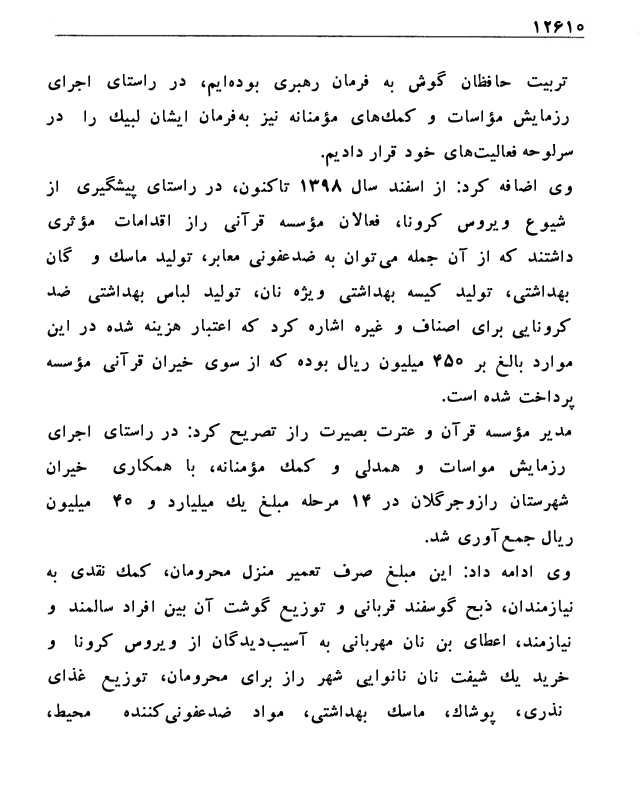 ۱۲۶۱۰
تربیت حافظان گوش به فرمان رهبری بوده‌ایم، در راستای اجرای
رزمایش مؤاسات و کمك‌های مؤمنانه نیز به‌فرمان ایشان لبیك را در
سرلوحه فعالیت‌های خود قرار دادیم.
وی اضافه کرد: از اسفند سال ۱۳۹۸ تاکنون، در راستای پیشگیری از
شیوع ویروس کرونا، فعالان مؤسسه قرآنی راز اقدامات مؤثری
داشتند که از آن جمله می‌توان به ضدعفونی معابر، تولید ماسك و گان
بهداشتی، تولید کیسه بهداشتی ویژه نان، تولید لباس بهداشتی ضد
کرونایی برای اصناف و غیره اشاره کرد که اعتبار هزینه شده در این
موارد بالغ بر ۴۵۰ میلیون ریال بوده که از سوی خیران قرآنی مؤسسه
پرداخت شده است.
مدیر مؤسسه قرآن و عترت بصیرت راز تصریح کرد: در راستای اجرای
رزمایش مواسات و همدلی و کمك مؤمنانه، با همکاری خیران
شهرستان رازوجرگلان در ۱۴ مرحله مبلغ یك میلیارد و ۴۰ میلیون
ریال جمع‌آوری شد.
وی ادامه داد: این مبلغ صرف تعمیر منزل محرومان، کمك نقدی به
نیازمندان، ذبح گوسفند قربانی و توزیع گوشت آن بین افراد سالمند و
نیازمند، اعطای بن نان مهربانی به آسیب‌دیدگان از ویروس کرونا و
خرید یك شیفت نان نانوایی شهر راز برای محرومان، توزیع غذای
نذری، پوشاك، ماسك بهداشتی، مواد ضدعفونی‌کننده محیط،